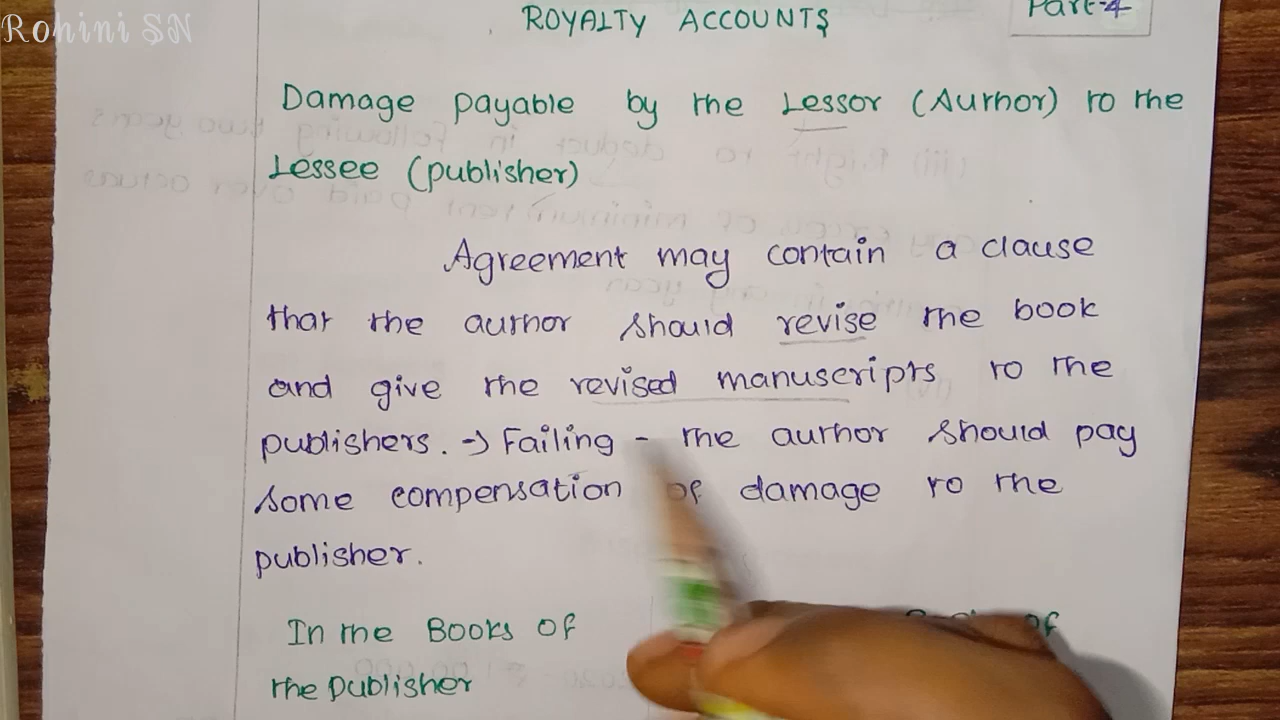 Rohini SN
ROYALTY ACCOUNTS
Part-4
Damage payable by the Lessor (Author) to the
Lessee (publisher)
Agreement may contain a clause
that the author should revise the book
and give the revised manuscripts to the
publishers. → Failing - the author should pay
some compensation of damage to the
publisher.
In the Books of
the publisher
of